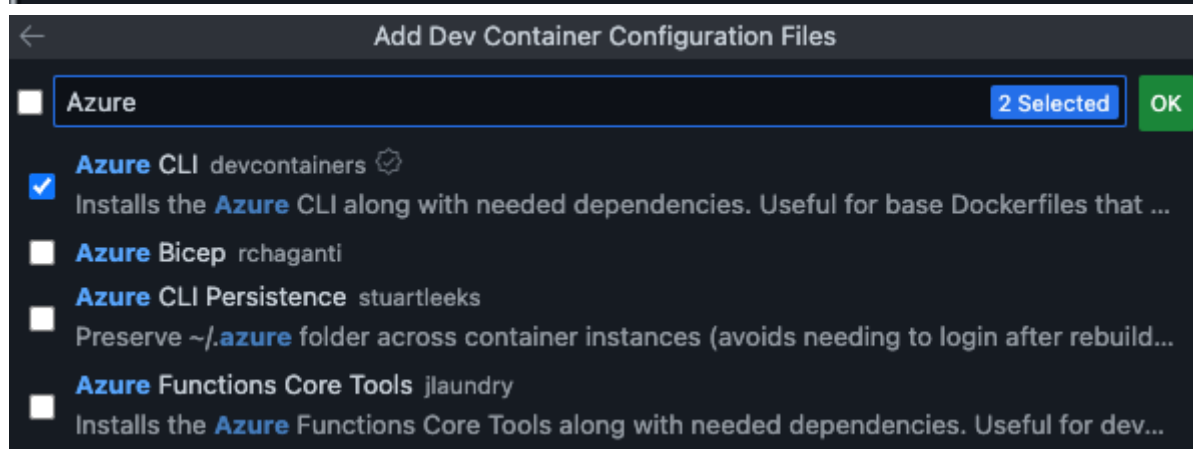 Add Dev Container Configuration Files
Azure 2 Selected OK
Azure CLI devcontainers
Installs the Azure CLI along with needed dependencies. Useful for base Dockerfiles that ...
Azure Bicep rchaganti
Azure CLI Persistence stuartleeks
Preserve ~/.azure folder across container instances (avoids needing to login after rebuild...
Azure Functions Core Tools jlaundry
Installs the Azure Functions Core Tools along with needed dependencies. Useful for dev...